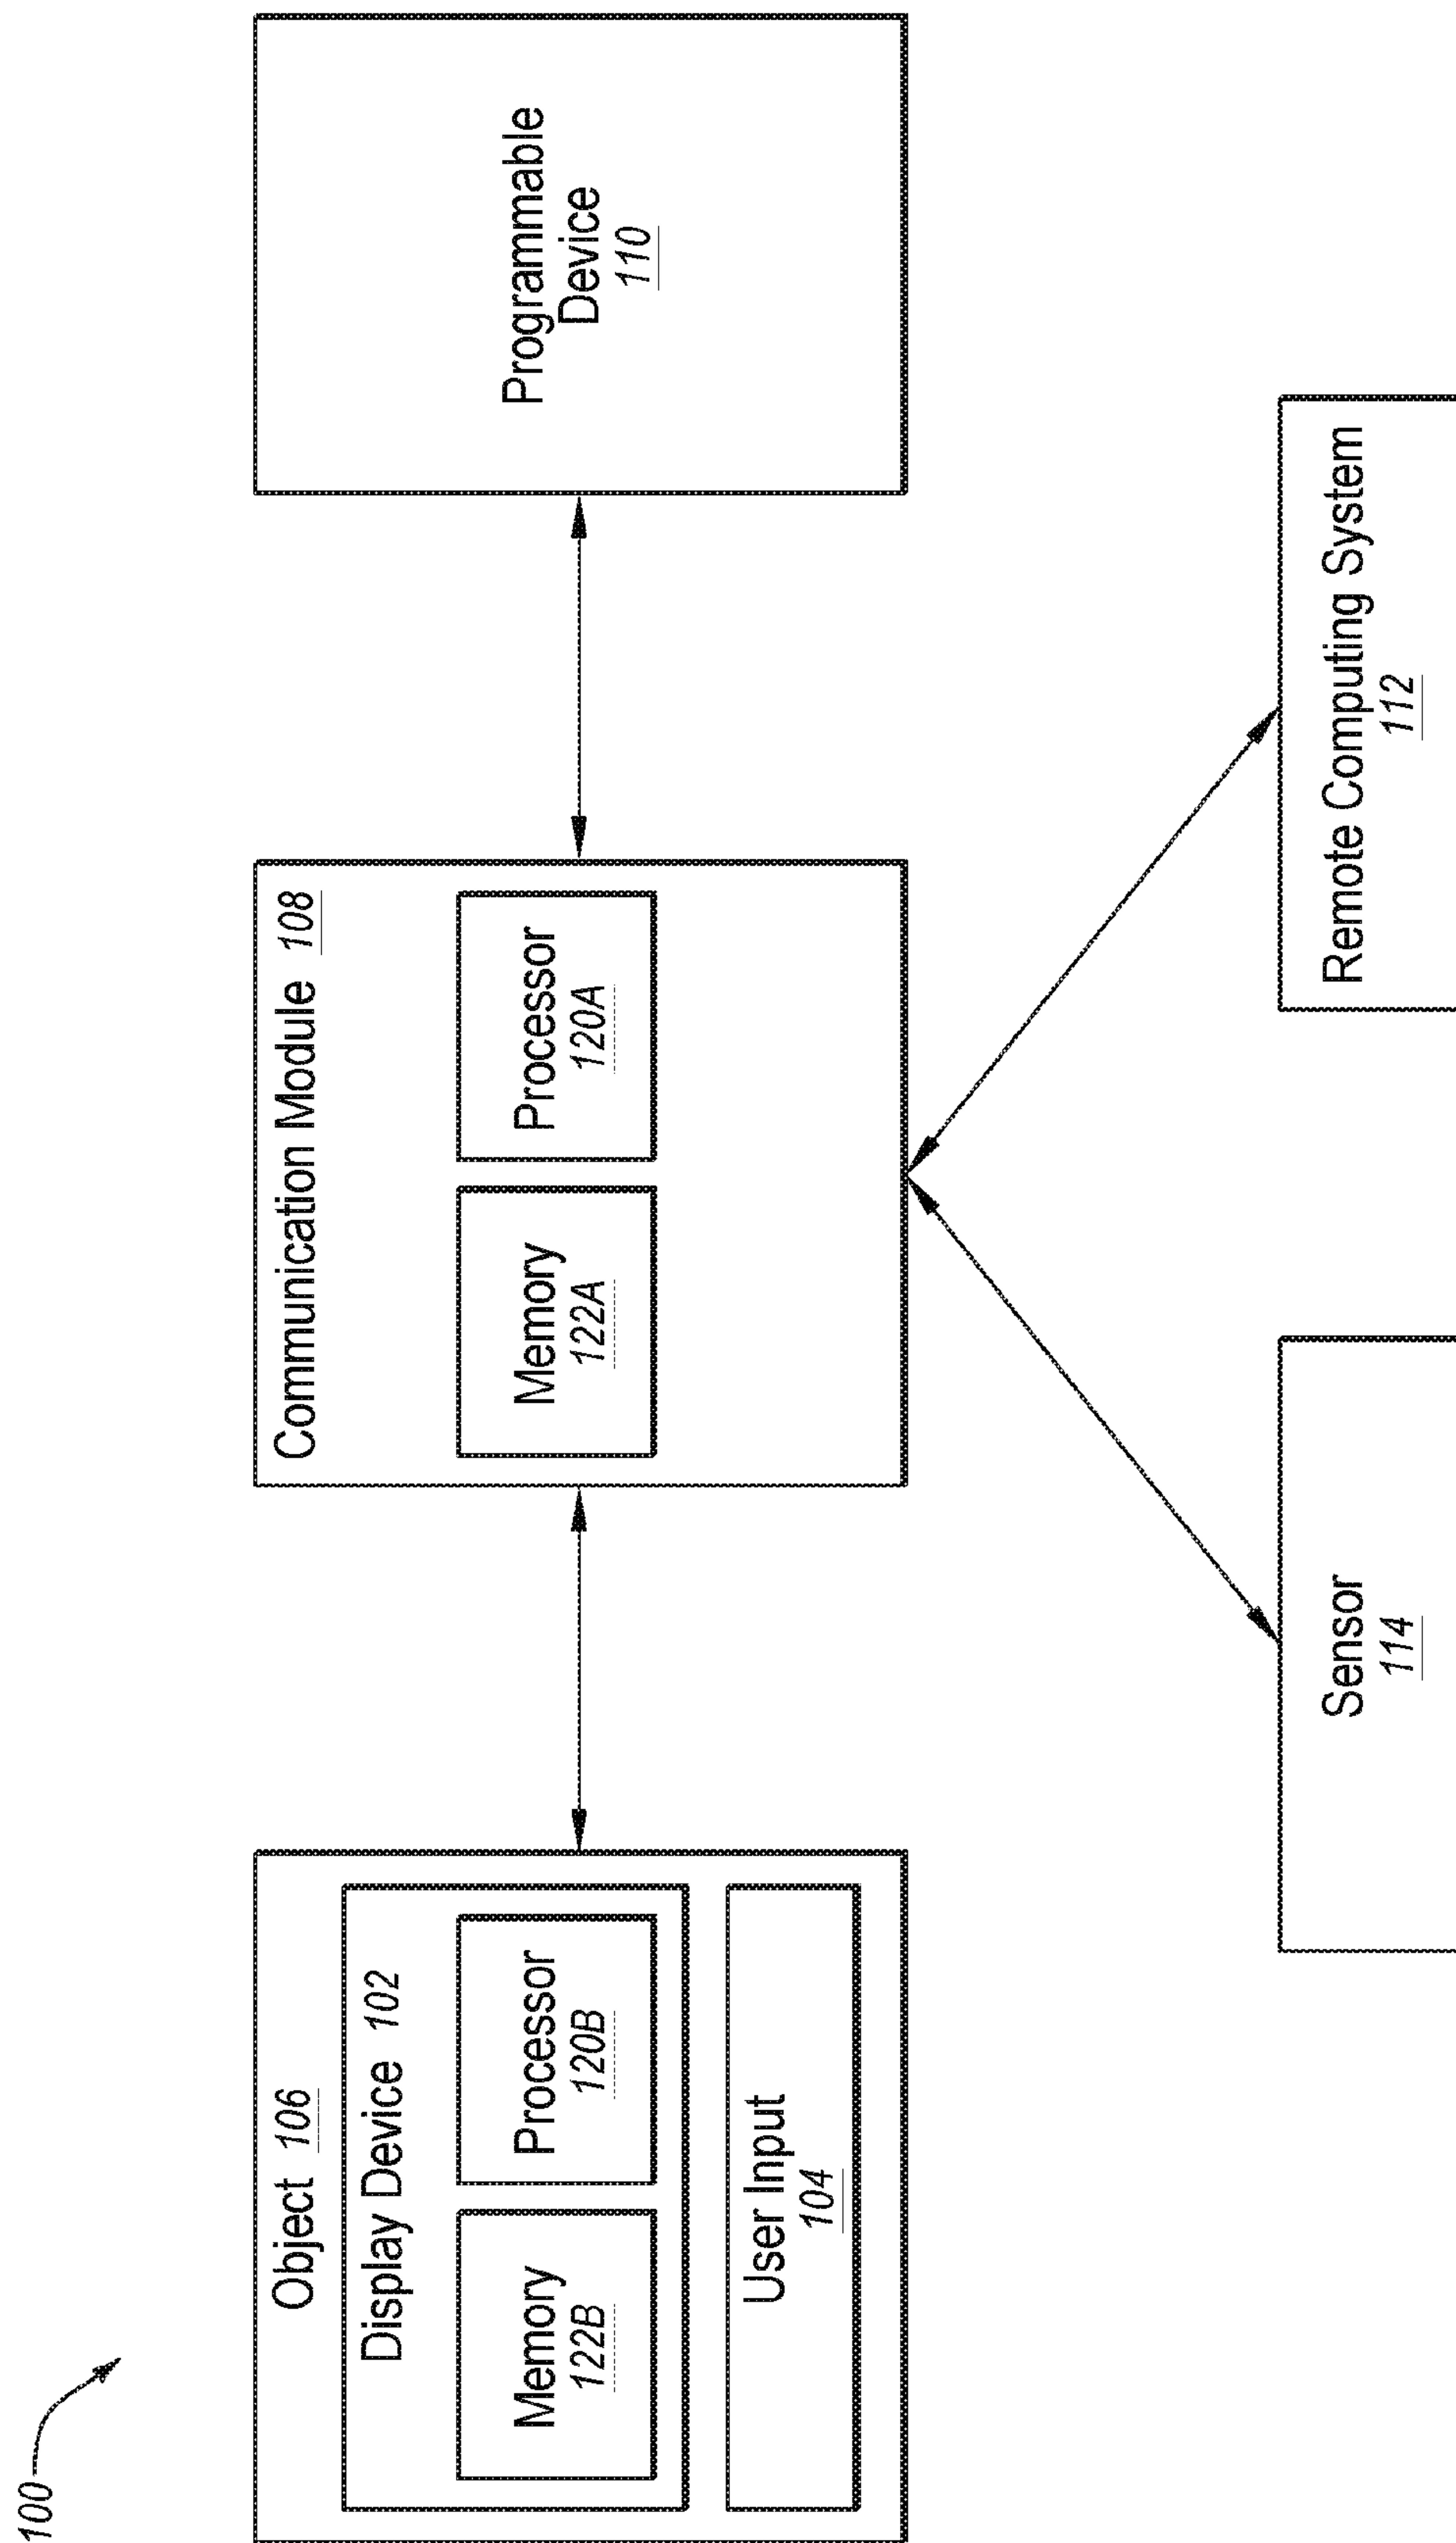 100
Object 106
Display Device 102
Memory
122B
Processor
120B
User Input
104
Communication Module 108
Memory
122A
Processor
120A
Programmable
Device
110
Sensor
114
Remote Computing System
112